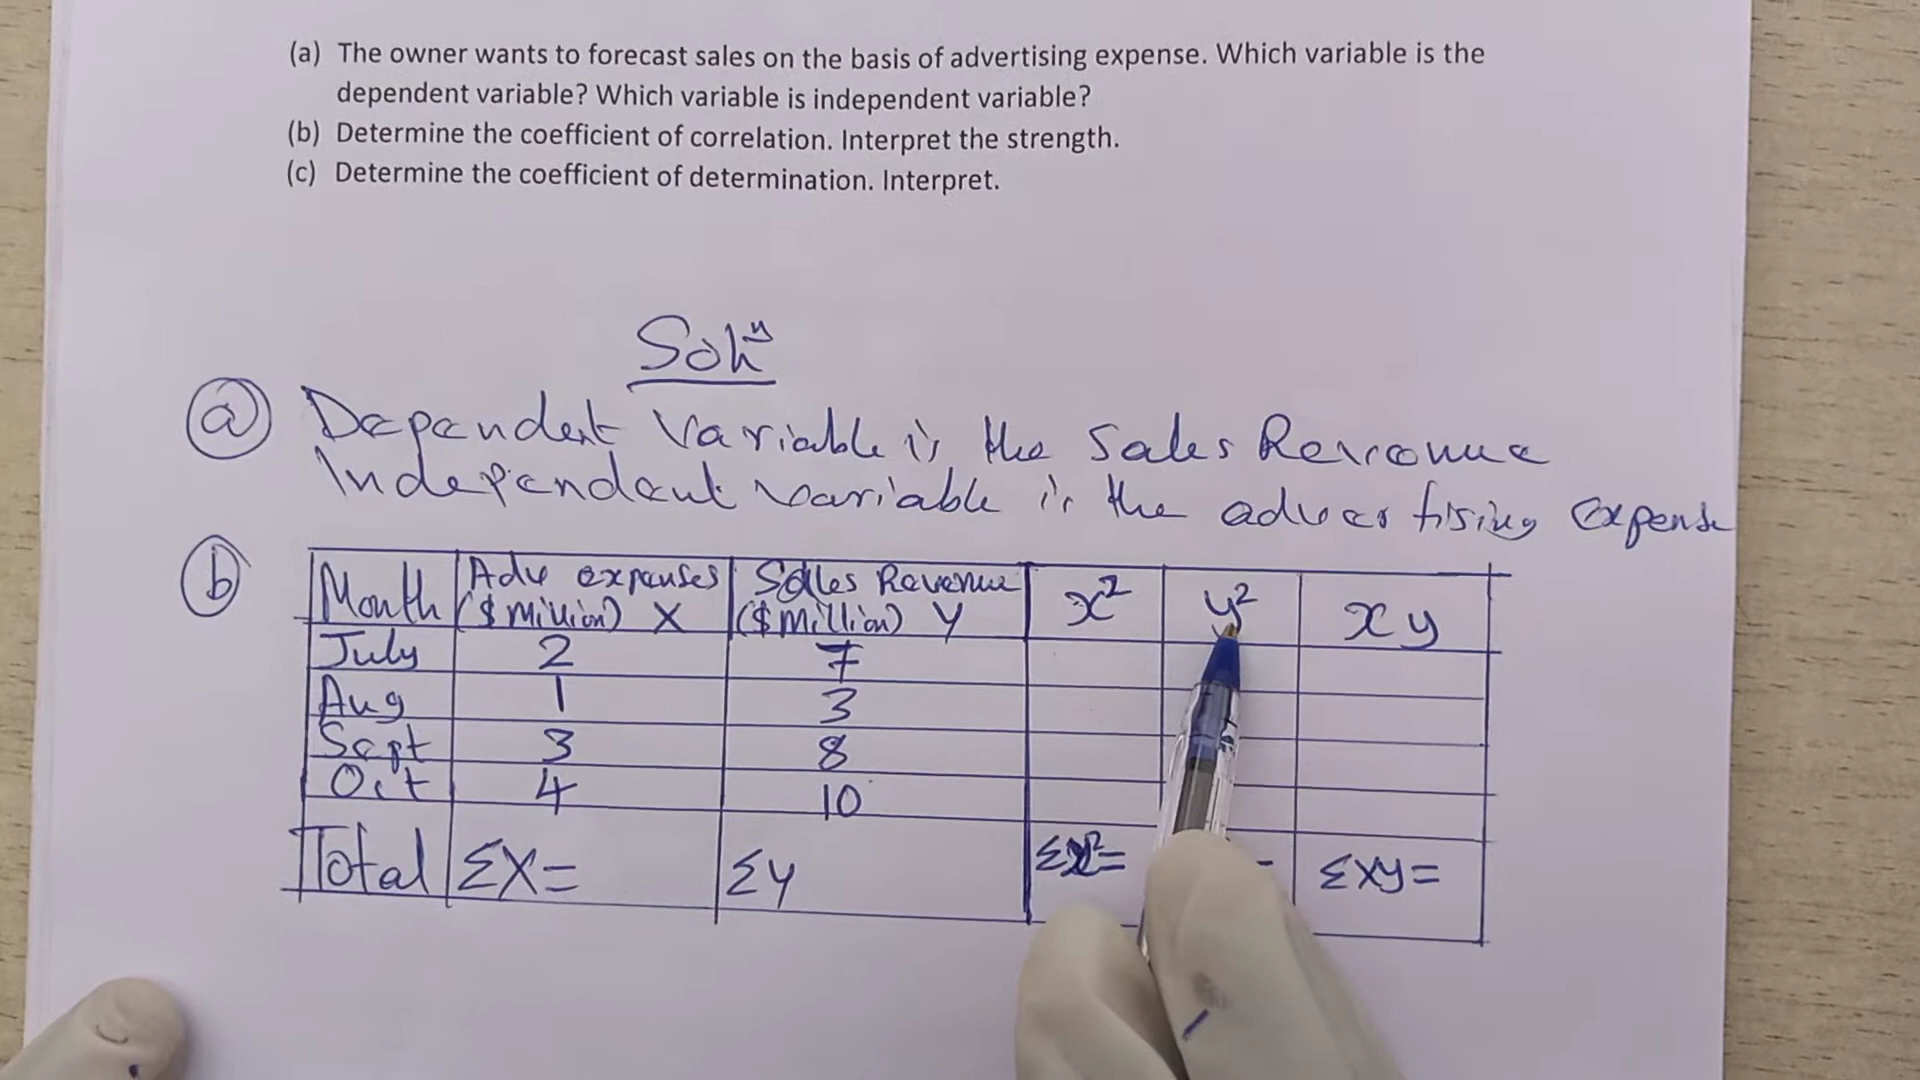 (a) The owner wants to forecast sales on the basis of advertising expense. Which variable is the
dependent variable? Which variable is independent variable?
(b) Determine the coefficient of correlation. Interpret the strength.
(c) Determine the coefficient of determination. Interpret.
Solⁿ
(a) Dependent Variable is the Sales Revenue
Independent variable is the advertising expense
(b)
Month Adv expenses ($ Million) X Sales Revenue ($ Million) Y x² y² xy
July 2 7
Aug 1 3
Sept 3 8
Oct 4 10
Total ΣX= ΣY Σx²= ΣXY=